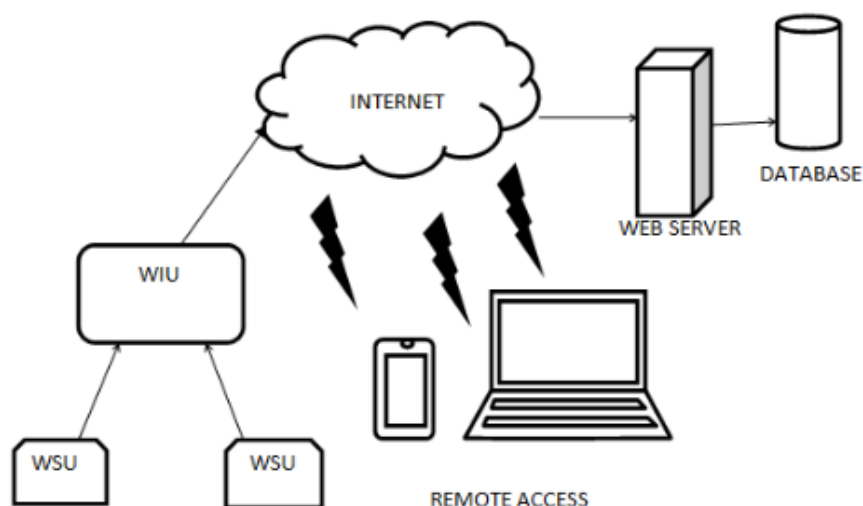 INTERNET
DATABASE
WEB SERVER
WIU
WSU
WSU
REMOTE ACCESS